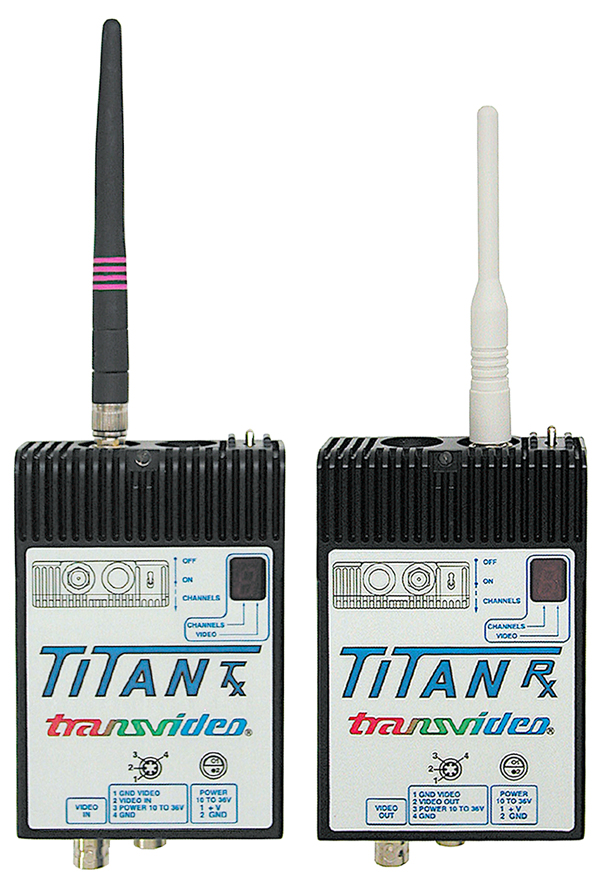 OFF
ON
CHANNELS
CHANNELS
VIDEO
TiTAN Tx
transvideo®
3 4
2
1
VIDEO
IN
1 GND VIDEO
2 VIDEO IN
3 POWER 10 TO 36V
4 GND
POWER
10 TO 36V
1 + V
2 GND
OFF
ON
CHANNELS
CHANNELS
VIDEO
TiTAN Rx
transvideo®
3 4
2
1
VIDEO
OUT
1 GND VIDEO
2 VIDEO OUT
3 POWER 10 TO 36V
4 GND
POWER
10 TO 36V
1 + V
2 GND